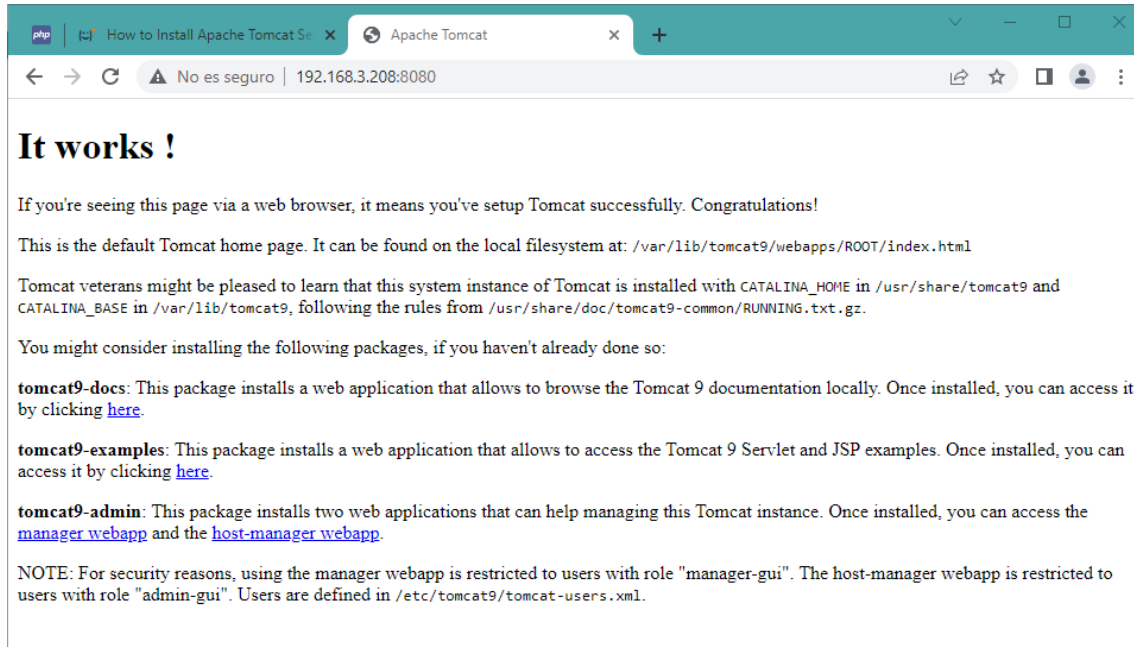 php
How to Install Apache Tomcat Se
Apache Tomcat
No es seguro | 192.168.3.208:8080
It works !
If you're seeing this page via a web browser, it means you've setup Tomcat successfully. Congratulations!
This is the default Tomcat home page. It can be found on the local filesystem at: /var/lib/tomcat9/webapps/ROOT/index.html
Tomcat veterans might be pleased to learn that this system instance of Tomcat is installed with CATALINA_HOME in /usr/share/tomcat9 and
CATALINA_BASE in /var/lib/tomcat9, following the rules from /usr/share/doc/tomcat9-common/RUNNING.txt.gz.
You might consider installing the following packages, if you haven't already done so:
tomcat9-docs: This package installs a web application that allows to browse the Tomcat 9 documentation locally. Once installed, you can access it
by clicking here.
tomcat9-examples: This package installs a web application that allows to access the Tomcat 9 Servlet and JSP examples. Once installed, you can
access it by clicking here.
tomcat9-admin: This package installs two web applications that can help managing this Tomcat instance. Once installed, you can access the
manager webapp and the host-manager webapp.
NOTE: For security reasons, using the manager webapp is restricted to users with role "manager-gui". The host-manager webapp is restricted to
users with role "admin-gui". Users are defined in /etc/tomcat9/tomcat-users.xml.